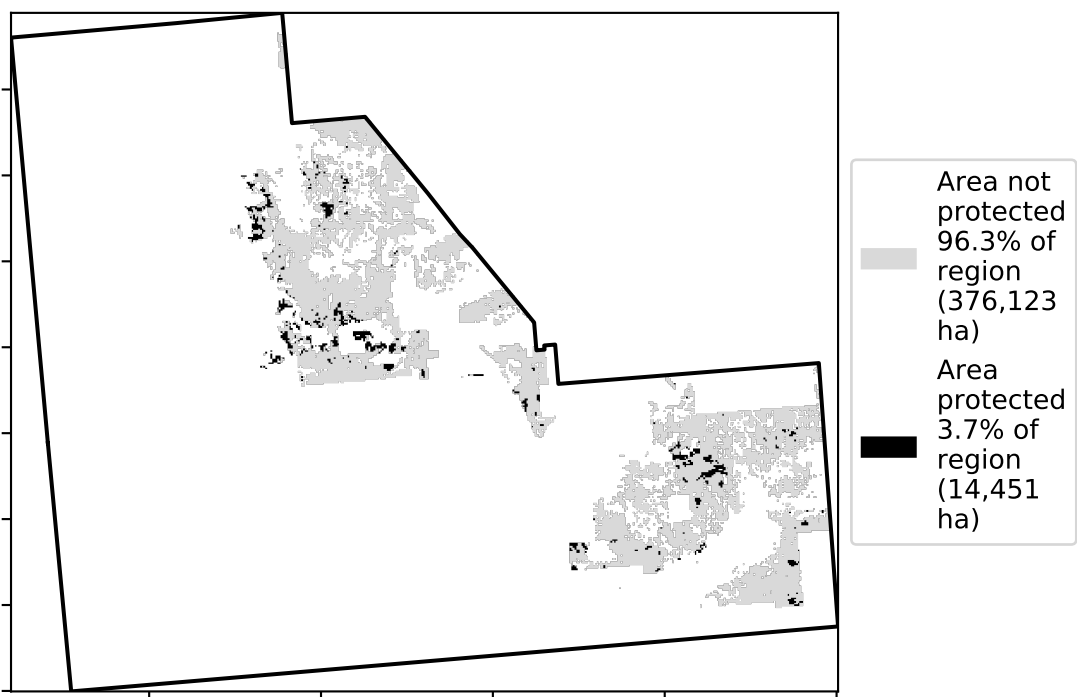 Area not
protected
96.3% of
region
(376,123
ha)
Area
protected
3.7% of
region
(14,451
ha)